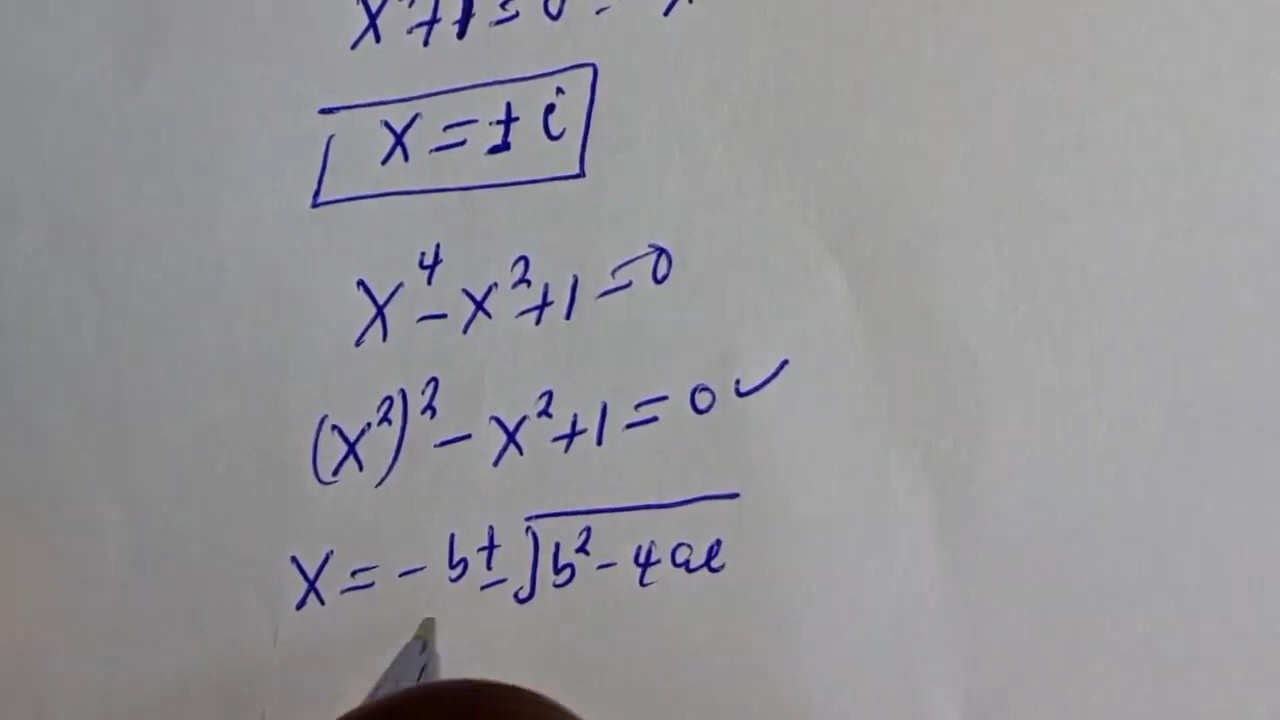 x = ± i
x⁴ - x² + 1 = 0
(x²)² - x² + 1 = 0 ✓
x = - b ± √b² - 4ac